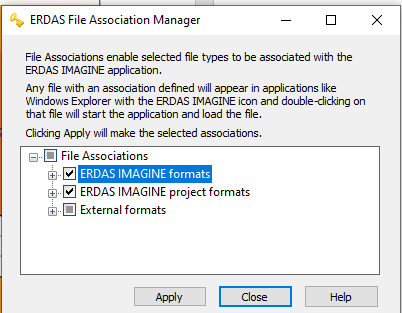 ERDAS File Association Manager
File Associations enable selected file types to be associated with the
ERDAS IMAGINE application.
Any file with an association defined will appear in applications like
Windows Explorer with the ERDAS IMAGINE icon and double-clicking on
that file will start the application and load the file.
Clicking Apply will make the selected associations.
File Associations
ERDAS IMAGINE formats
ERDAS IMAGINE project formats
External formats
Apply
Close
Help